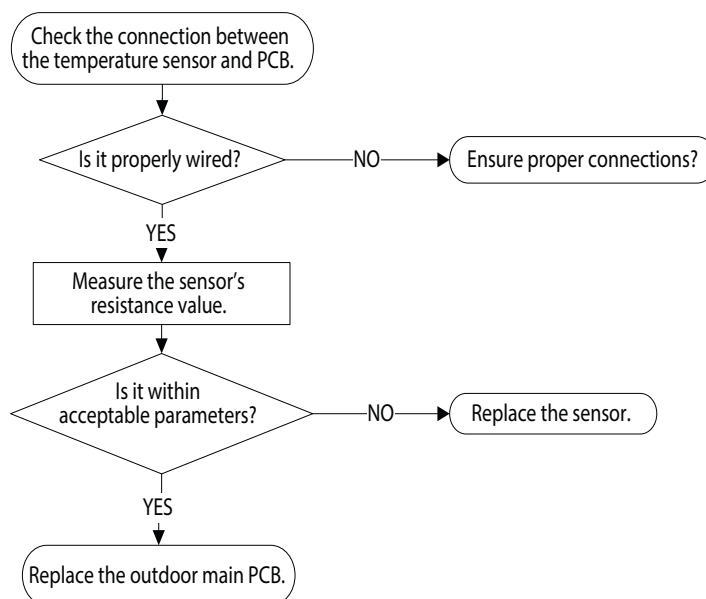 Check the connection between
the temperature sensor and PCB.
Is it properly wired?
NO
Ensure proper connections?
YES
Measure the sensor’s
resistance value.
Is it within
acceptable parameters?
NO
Replace the sensor.
YES
Replace the outdoor main PCB.